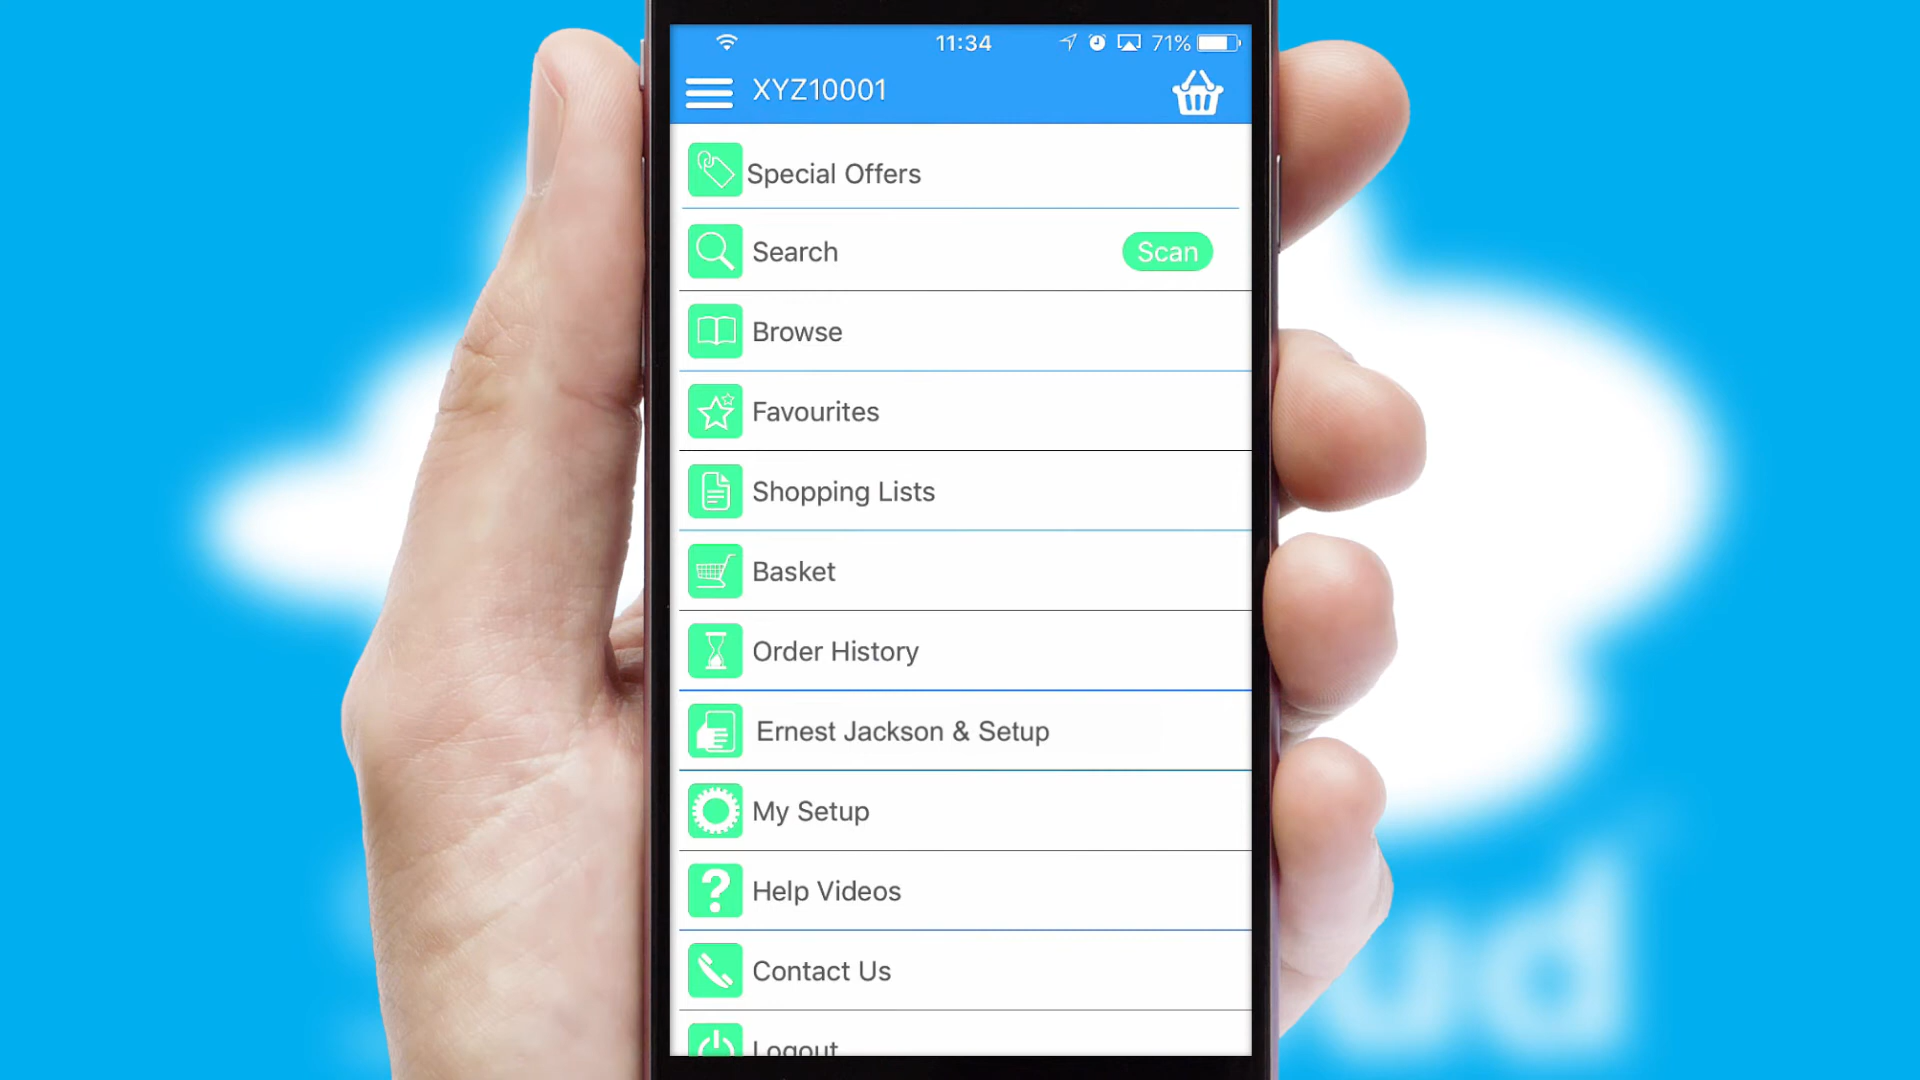 11:34
71%
XYZ10001
Special Offers
Search
Scan
Browse
Favourites
Shopping Lists
Basket
Order History
Ernest Jackson & Setup
My Setup
Help Videos
Contact Us
Logout